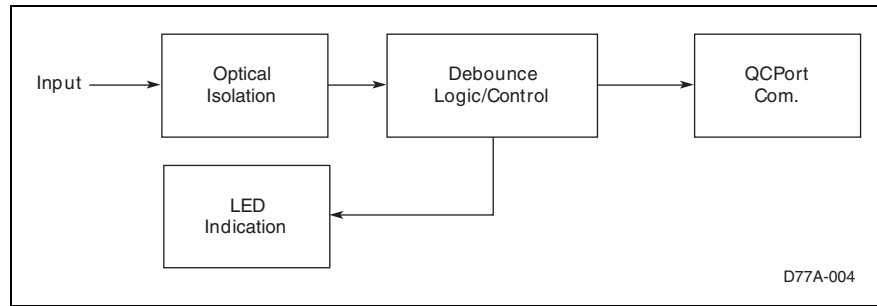 Input
Optical
Isolation
Debounce
Logic/Control
QCPort
Com.
LED
Indication
D77A-004